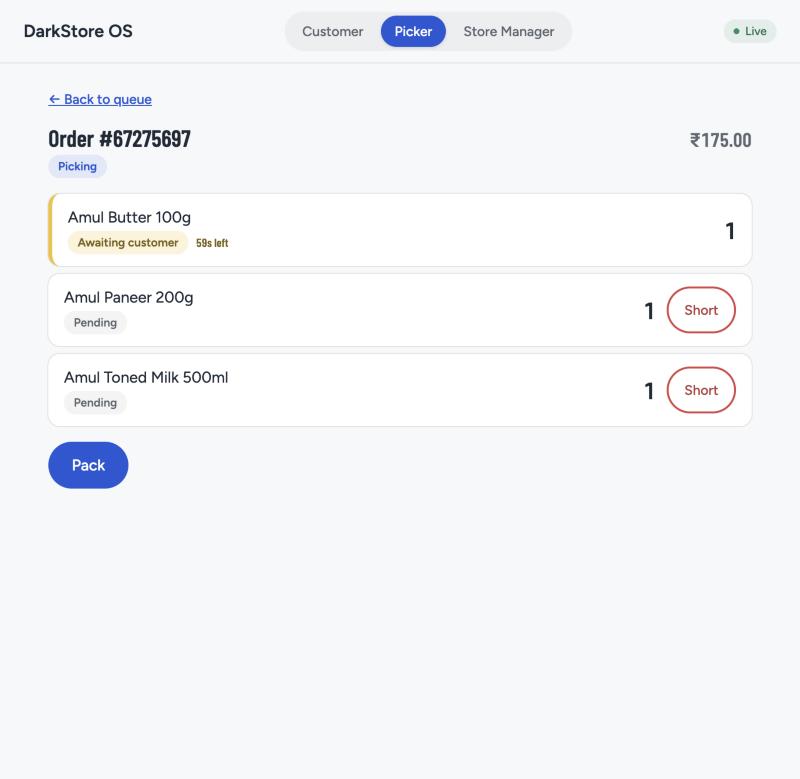 DarkStore OS
Customer Picker Store Manager
Live
← Back to queue
Order #67275697 ₹175.00
Picking
Amul Butter 100g
Awaiting customer 59s left
1
Amul Paneer 200g
Pending
1 Short
Amul Toned Milk 500ml
Pending
1 Short
Pack